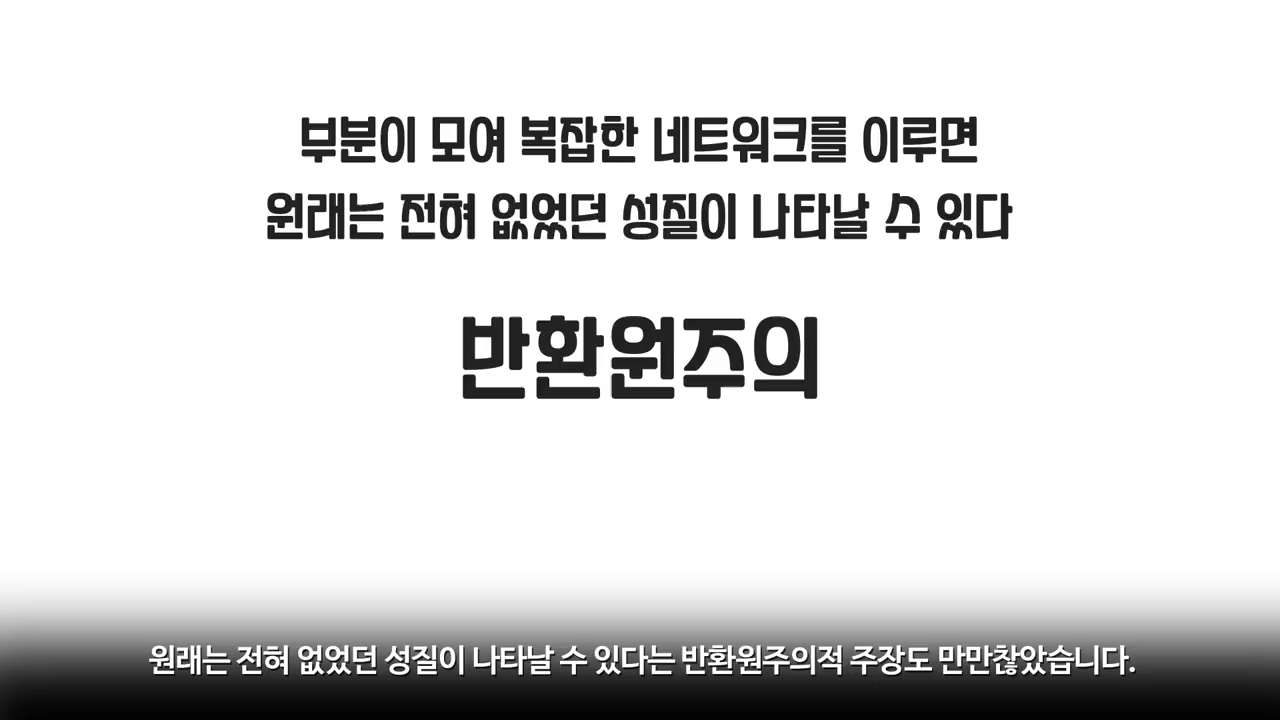 부분이 모여 복잡한 네트워크를 이루면
원래는 전혀 없었던 성질이 나타날 수 있다
반환원주의
원래는 전혀 없었던 성질이 나타날 수 있다는 반환원주의적 주장도 만만찮았습니다.